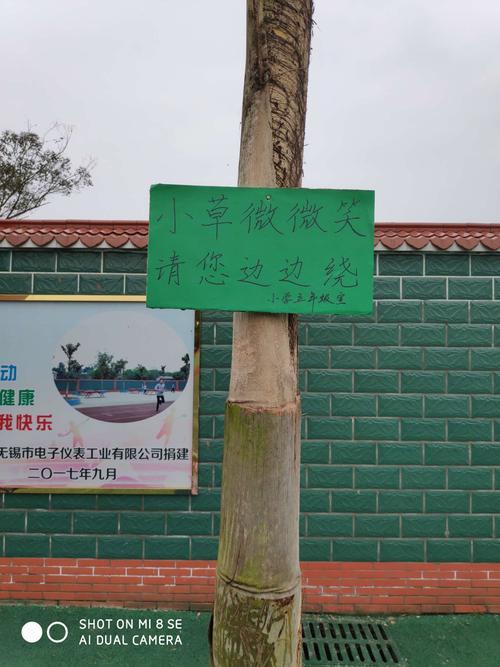 小草微微笑
请您边边绕
小学五年级宣
动
健康
我快乐
无锡市电子仪表工业有限公司捐建
二〇一七年九月
SHOT ON MI 8 SE
AI DUAL CAMERA